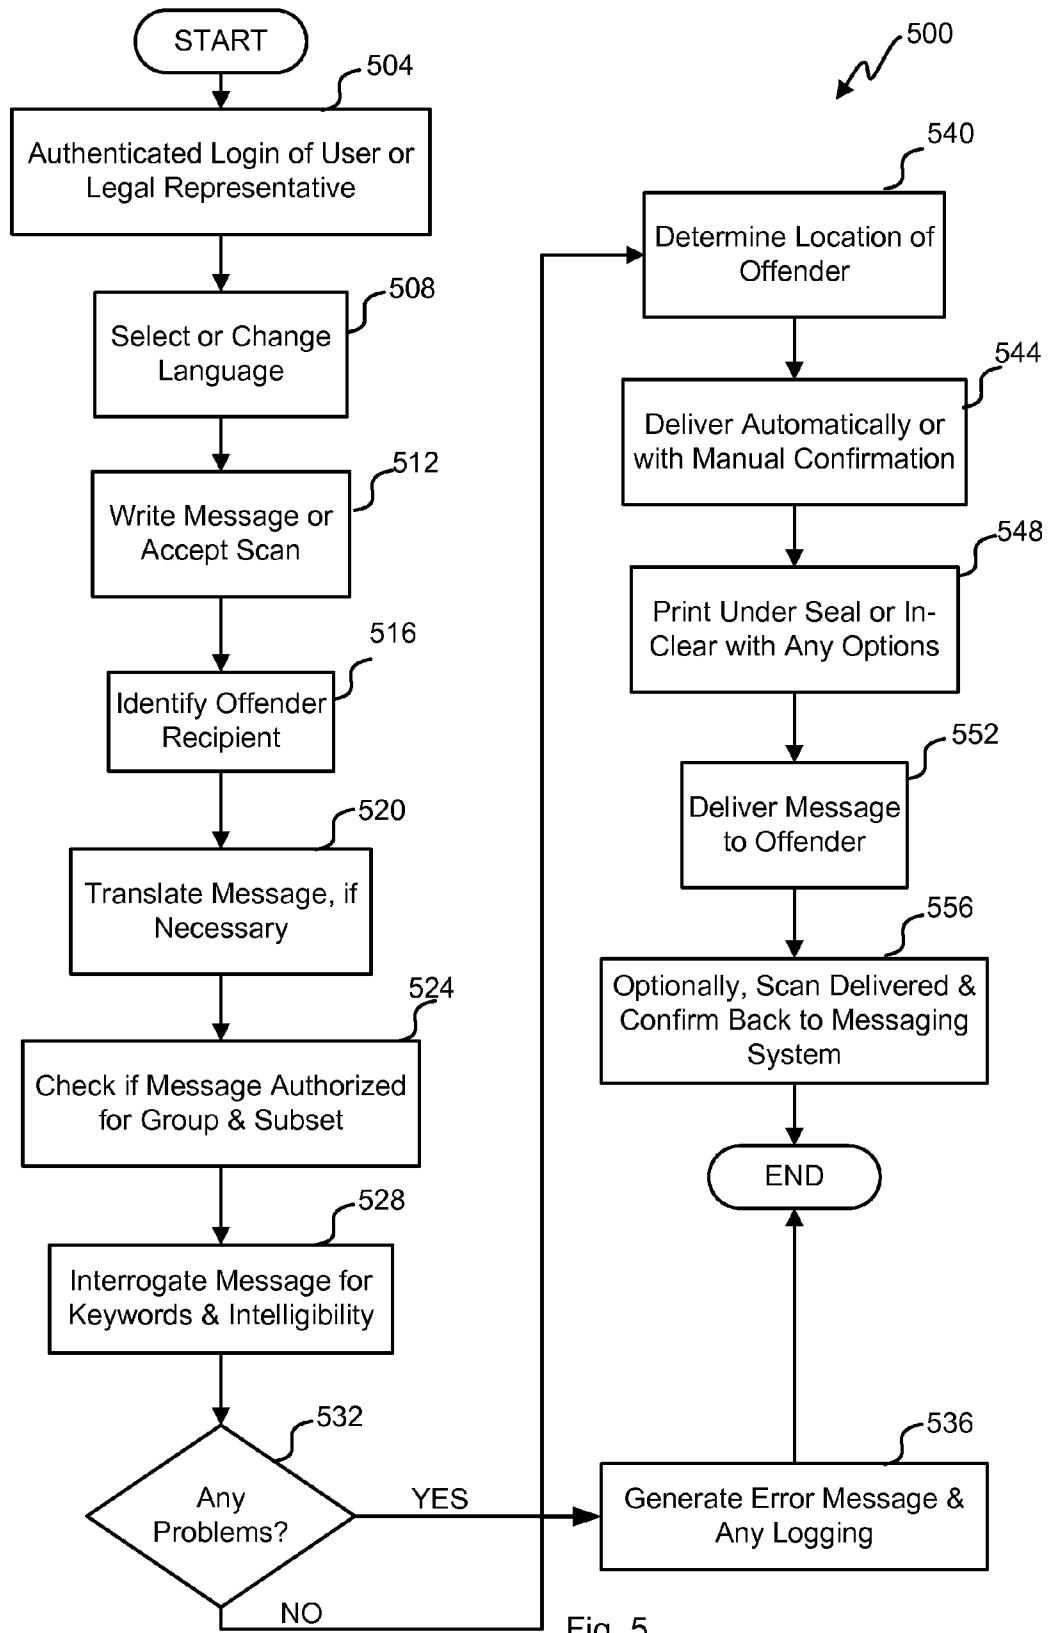 START
504
Authenticated Login of User or
Legal Representative
508
Select or Change
Language
512
Write Message or
Accept Scan
516
Identify Offender
Recipient
520
Translate Message, if
Necessary
524
Check if Message Authorized
for Group & Subset
528
Interrogate Message for
Keywords & Intelligibility
532
Any
Problems?
YES
NO
500
540
Determine Location of
Offender
544
Deliver Automatically or
with Manual Confirmation
548
Print Under Seal or In-
Clear with Any Options
552
Deliver Message
to Offender
556
Optionally, Scan Delivered &
Confirm Back to Messaging
System
END
536
Generate Error Message &
Any Logging
Fig. 5